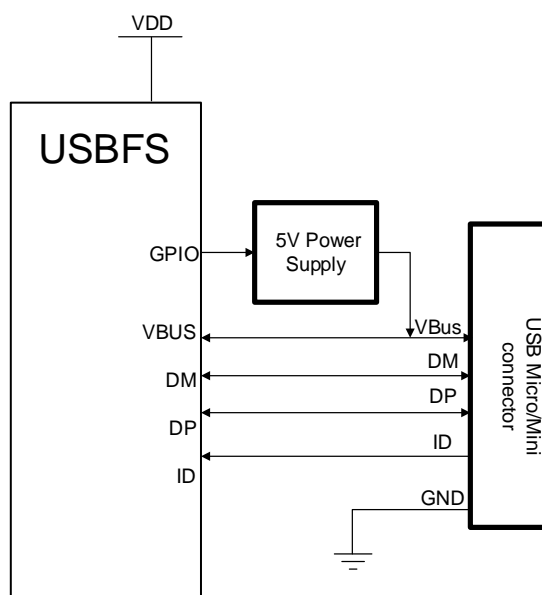 VDD
USBFS
GPIO
5V Power
Supply
VBUS
VBus
DM
DM
DP
DP
ID
ID
GND
USB Micro/Mini
connector